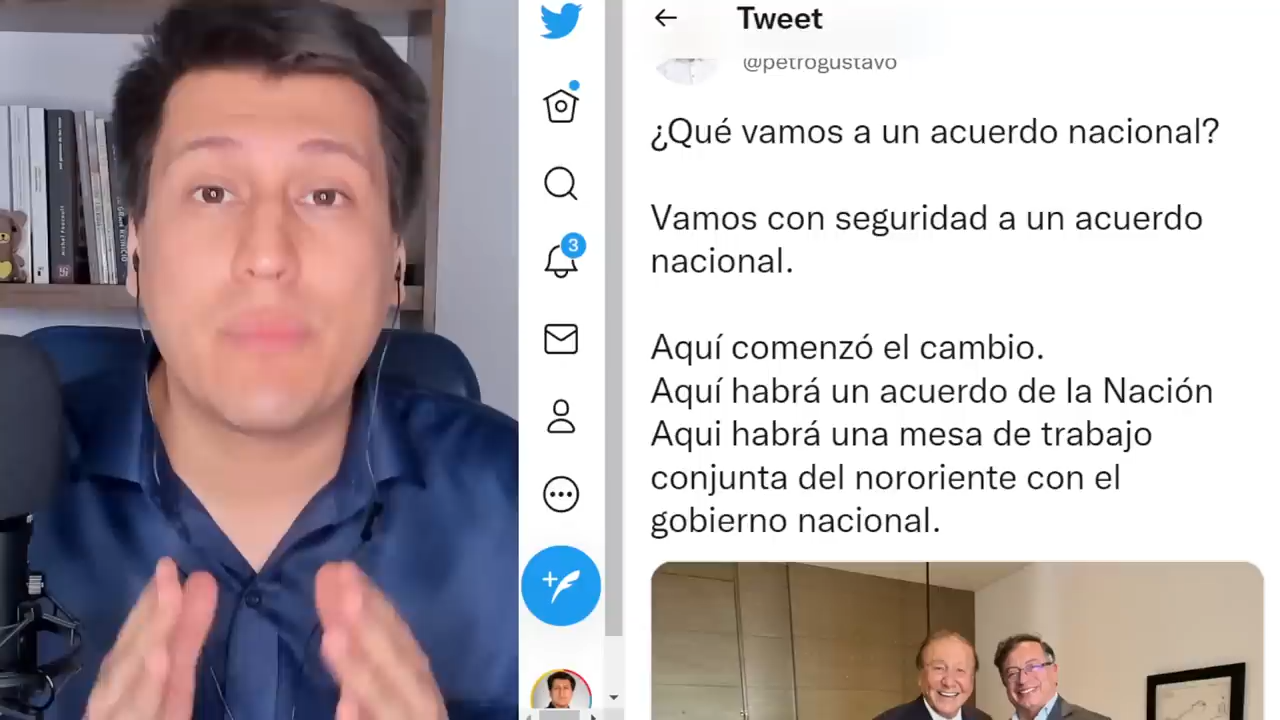 Tweet
@petrogustavo
¿Qué vamos a un acuerdo nacional?
Vamos con seguridad a un acuerdo
nacional.
Aquí comenzó el cambio.
Aquí habrá un acuerdo de la Nación
Aqui habrá una mesa de trabajo
conjunta del nororiente con el
gobierno nacional.
3
michel foucault